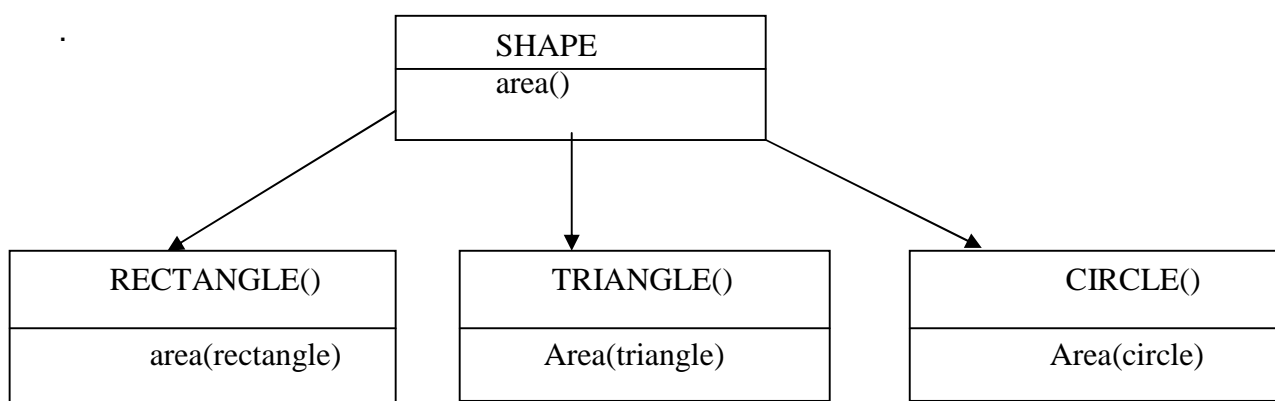 .
SHAPE
area()
RECTANGLE()
area(rectangle)
TRIANGLE()
Area(triangle)
CIRCLE()
Area(circle)